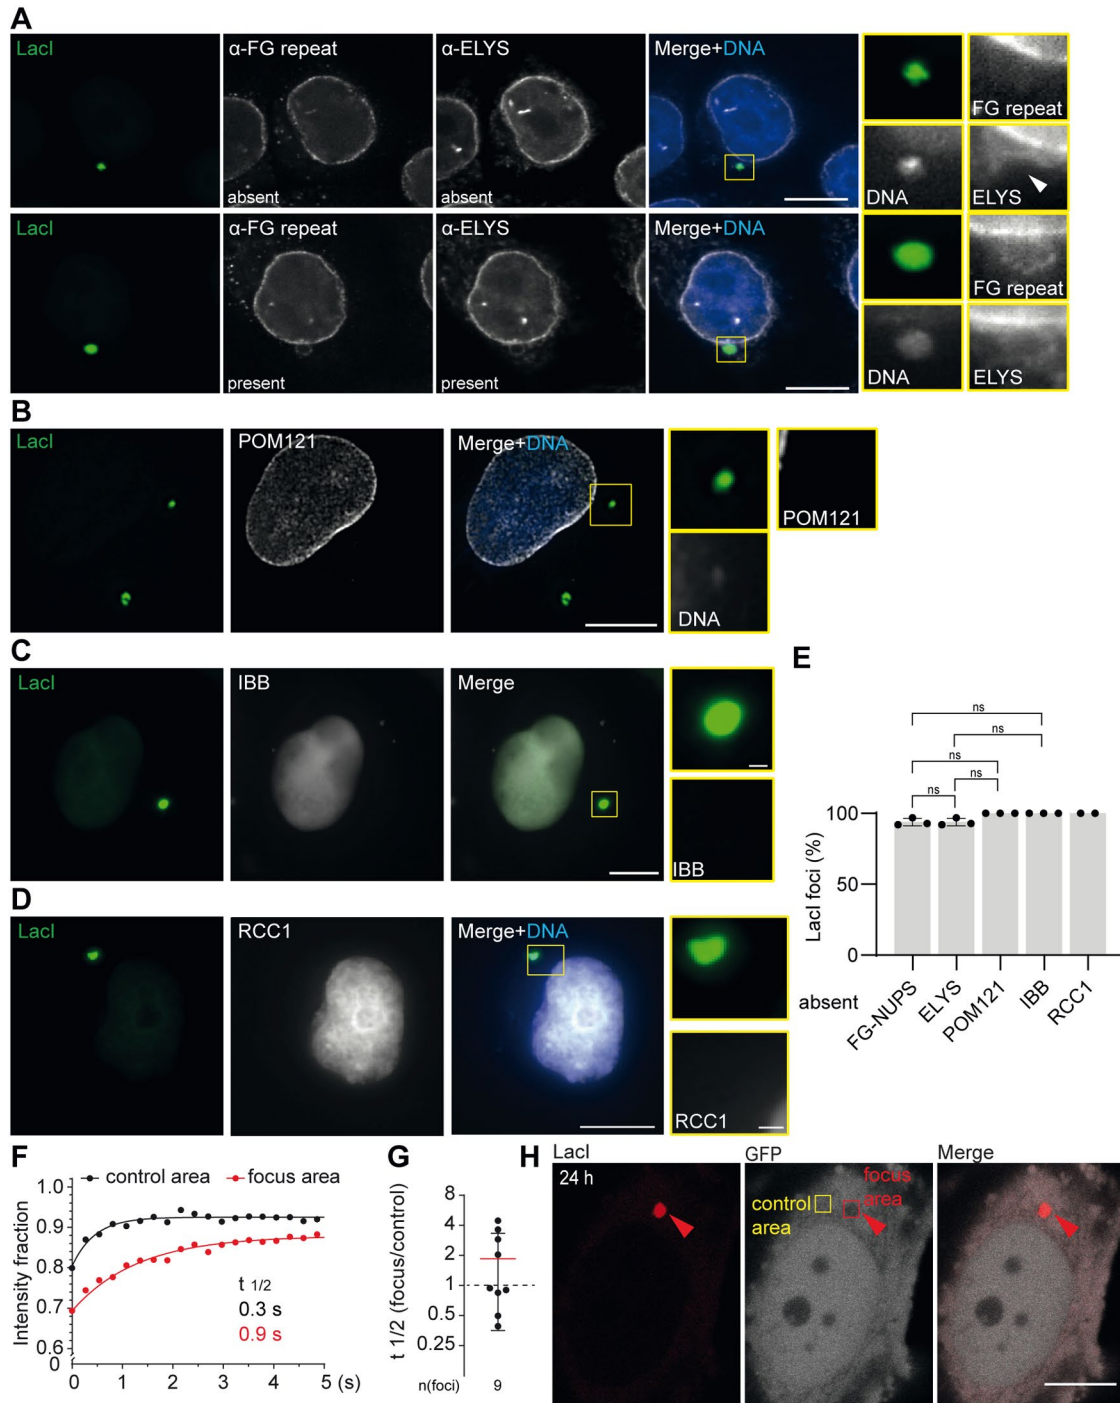 A
LacI
α-FG repeat
α-ELYS
Merge+DNA
FG repeat
absent
absent
DNA
ELYS
LacI
α-FG repeat
α-ELYS
Merge+DNA
FG repeat
present
present
DNA
ELYS
B
LacI
POM121
Merge+DNA
POM121
DNA
C
LacI
IBB
Merge
IBB
D
LacI
RCC1
Merge+DNA
RCC1
E
ns
ns
ns
ns
ns
LacI foci (%)
100
50
0
absent
FG-NUPS
ELYS
POM121
IBB
RCC1
F
control area
focus area
Intensity fraction
1.0
0.9
0.8
0.7
0.6
0
t 1/2
0.3 s
0.9 s
0 1 2 3 4 5 (s)
G
t 1/2 (focus/control)
8
4
2
1
0.5
0.25
n(foci) 9
H
LacI
GFP
Merge
24 h
control area
focus area